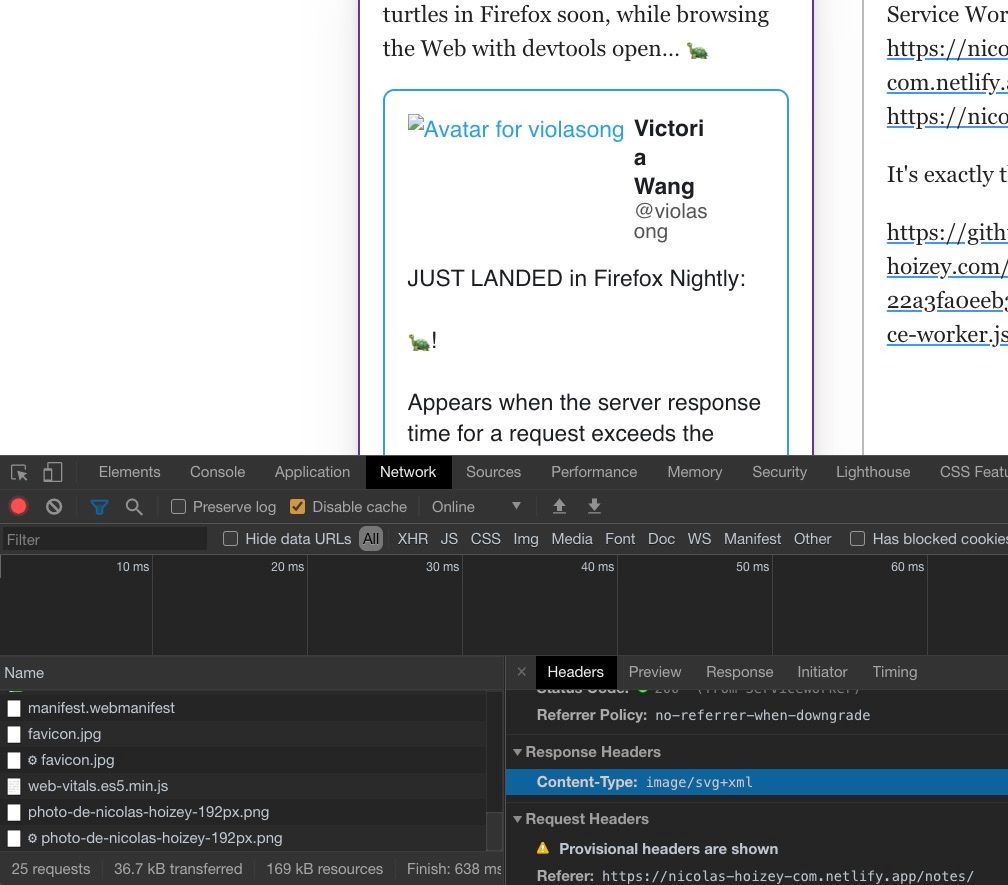 turtles in Firefox soon, while browsing
the Web with devtools open... 🐢
Avatar for violasong
Victori
a
Wang
@violas
ong
JUST LANDED in Firefox Nightly:
🐢!
Appears when the server response
time for a request exceeds the
Service Wor
https://nico
com.netlify.a
https://nico
It's exactly t
https://gith
hoizey.com/
22a3fa0eeb3
ce-worker.js
Elements Console Application Network Sources Performance Memory Security Lighthouse CSS Featu
Preserve log Disable cache Online
Filter Hide data URLs All XHR JS CSS Img Media Font Doc WS Manifest Other Has blocked cookies
10 ms 20 ms 30 ms 40 ms 50 ms 60 ms
Name
manifest.webmanifest
favicon.jpg
⚙ favicon.jpg
web-vitals.es5.min.js
photo-de-nicolas-hoizey-192px.png
⚙ photo-de-nicolas-hoizey-192px.png
25 requests 36.7 kB transferred 169 kB resources Finish: 638 ms
× Headers Preview Response Initiator Timing
Status Code: 200 (from ServiceWorker)
Referrer Policy: no-referrer-when-downgrade
Response Headers
Content-Type: image/svg+xml
Request Headers
⚠ Provisional headers are shown
Referer: https://nicolas-hoizey-com.netlify.app/notes/